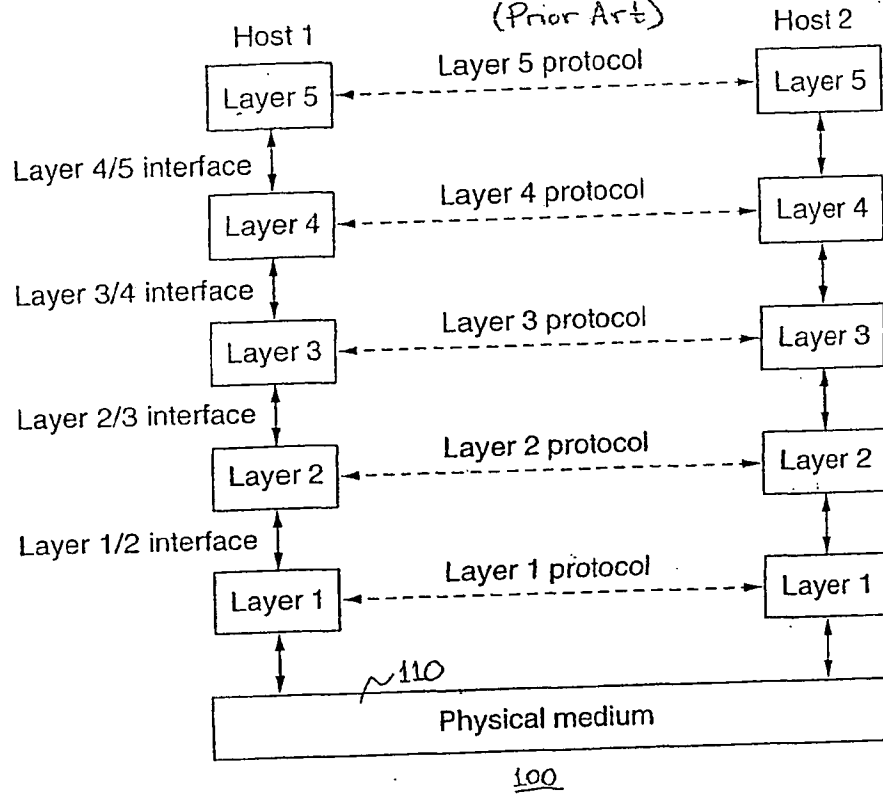 (Prior Art)
Host 1
Host 2
Layer 5
Layer 5 protocol
Layer 5
Layer 4/5 interface
Layer 4
Layer 4 protocol
Layer 4
Layer 3/4 interface
Layer 3
Layer 3 protocol
Layer 3
Layer 2/3 interface
Layer 2
Layer 2 protocol
Layer 2
Layer 1/2 interface
Layer 1
Layer 1 protocol
Layer 1
110
Physical medium
100